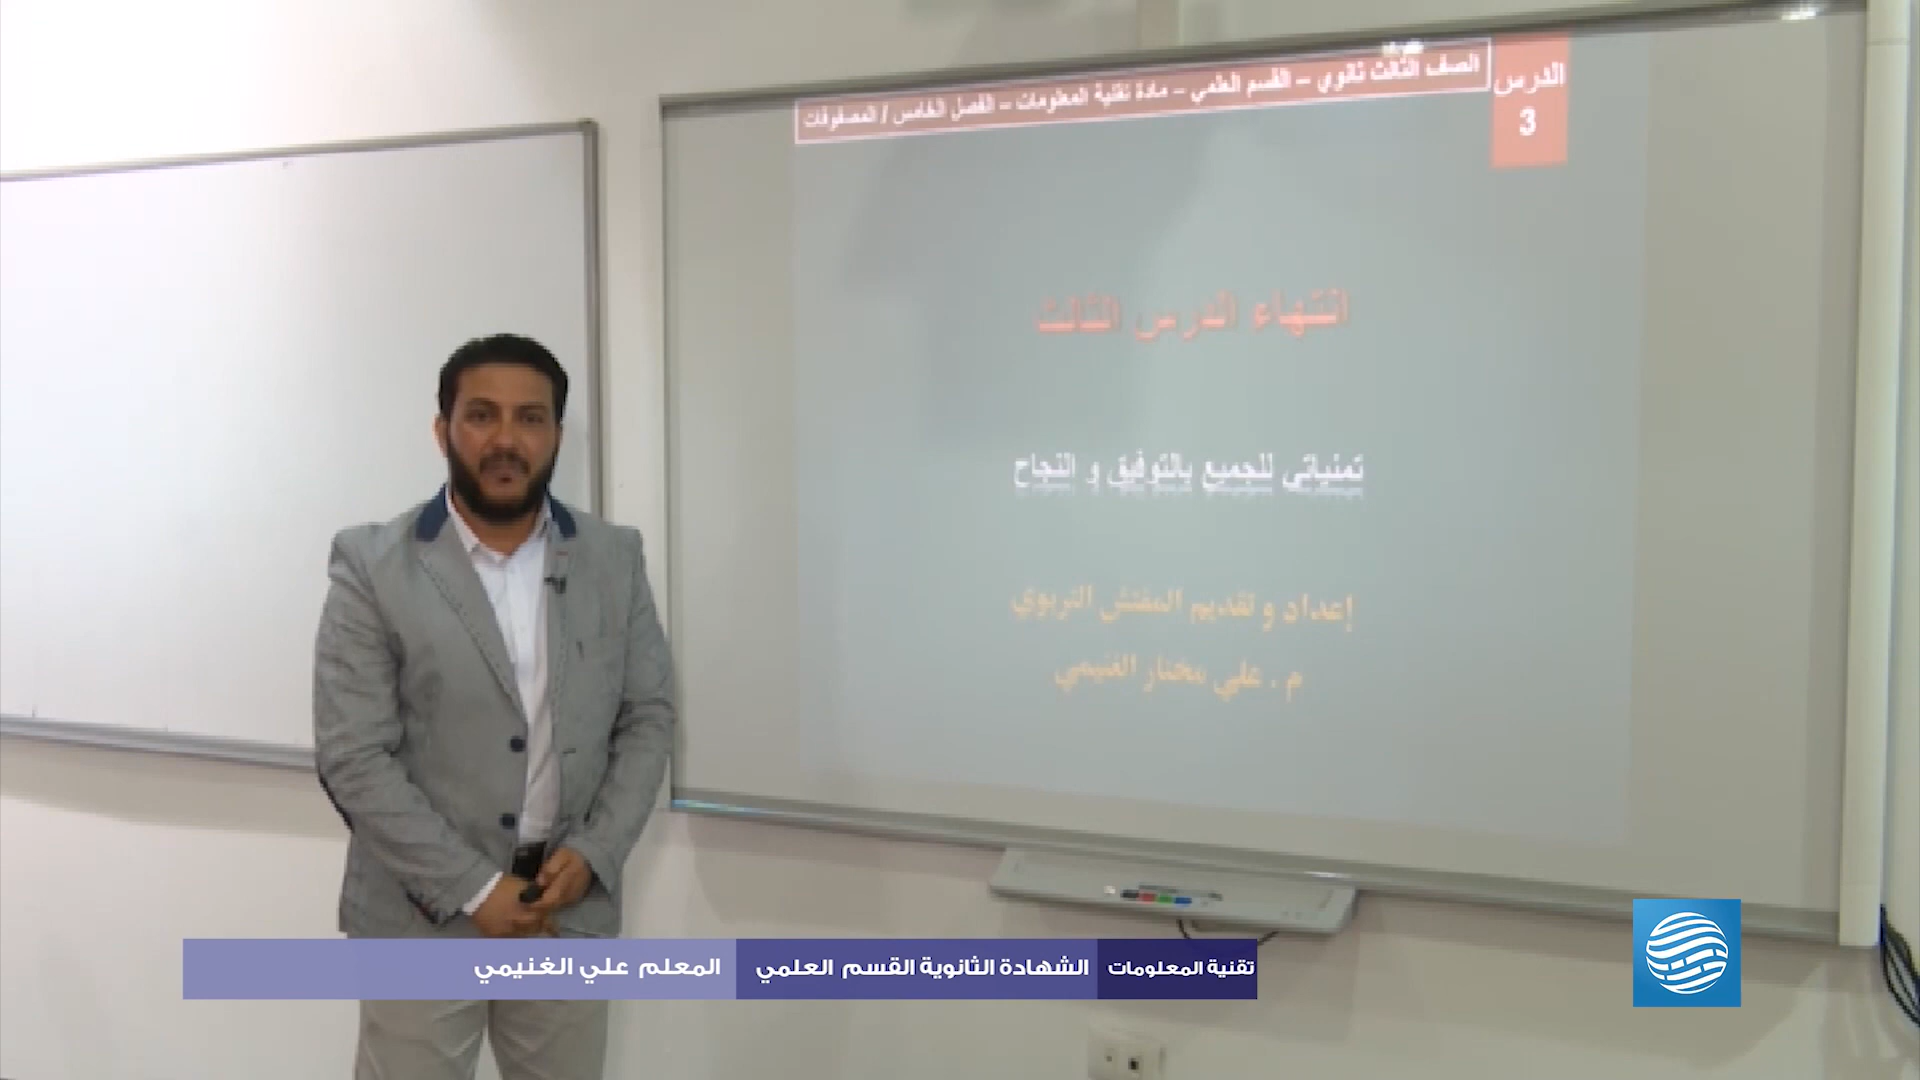 الدرس
3
الصف الثالث ثانوي – القسم العلمي – مادة تقنية المعلومات – الفصل الخامس / المصفوفات
انتهاء الدرس الثالث
تمنياتى للجميع بالتوفيق و النجاح
إعداد و تقديم المفتش التربوي
م . علي مختار الغنيمي
تقنية المعلومات الشهادة الثانوية القسم العلمي المعلم علي الغنيمي